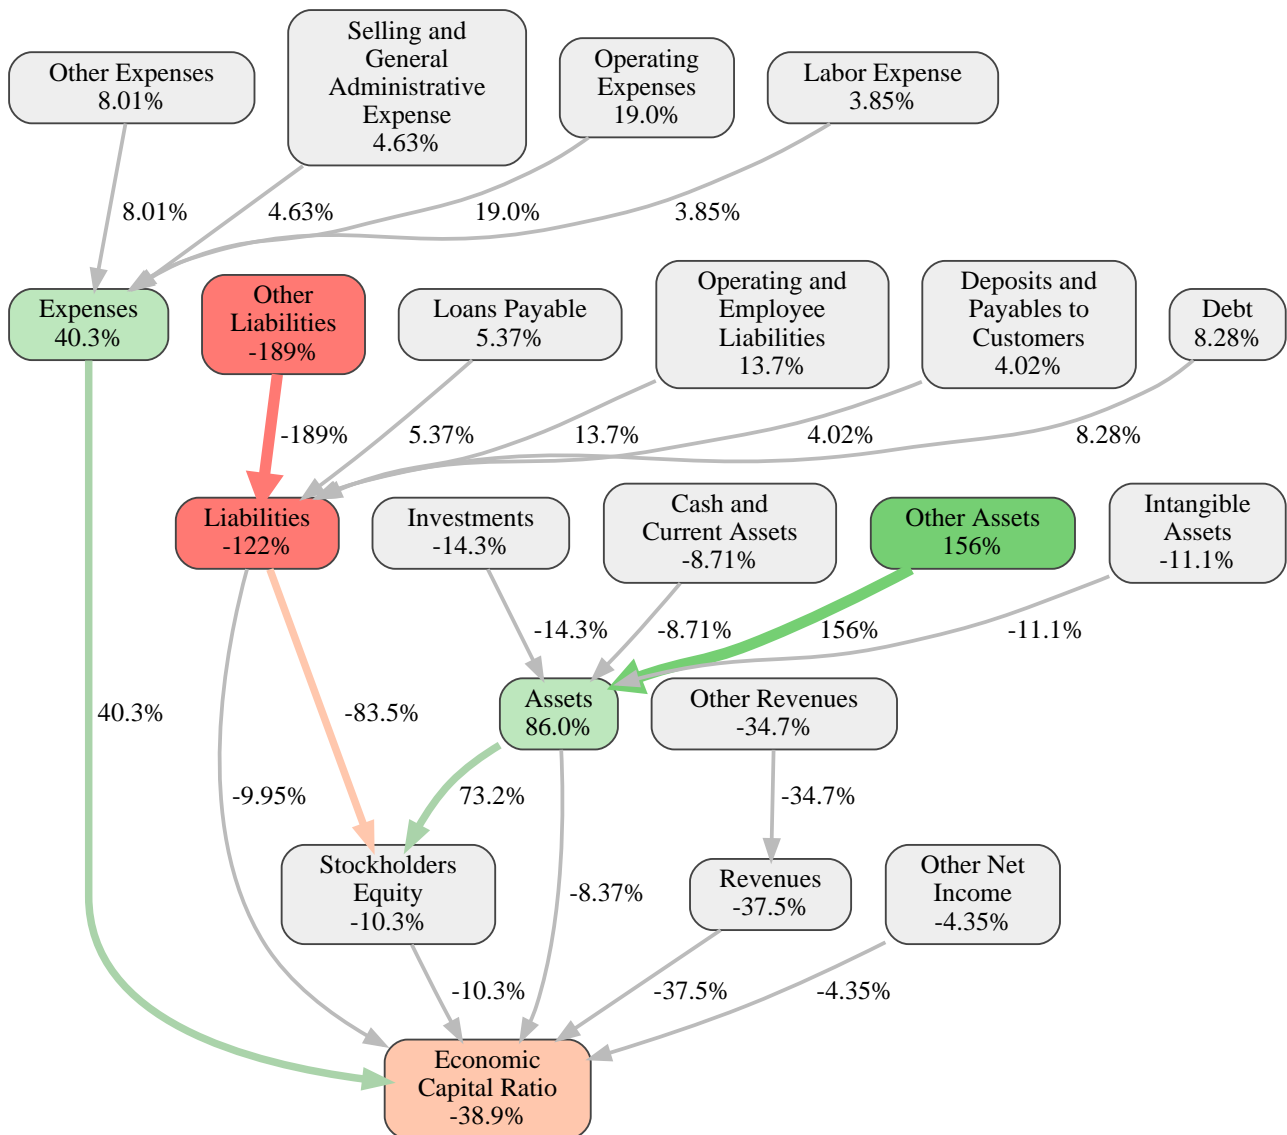 Other Expenses
8.01%
Selling and
General
Administrative
Expense
4.63%
Operating
Expenses
19.0%
Labor Expense
3.85%
8.01%
4.63%
19.0%
3.85%
Expenses
40.3%
Other
Liabilities
-189%
Loans Payable
5.37%
Operating and
Employee
Liabilities
13.7%
Deposits and
Payables to
Customers
4.02%
Debt
8.28%
-189%
5.37%
13.7%
4.02%
8.28%
Liabilities
-122%
Investments
-14.3%
Cash and
Current Assets
-8.71%
Other Assets
156%
Intangible
Assets
-11.1%
-14.3%
-8.71%
156%
-11.1%
40.3%
-83.5%
Assets
86.0%
Other Revenues
-34.7%
-9.95%
73.2%
-34.7%
Stockholders
Equity
-10.3%
-8.37%
Revenues
-37.5%
Other Net
Income
-4.35%
-10.3%
-37.5%
-4.35%
Economic
Capital Ratio
-38.9%